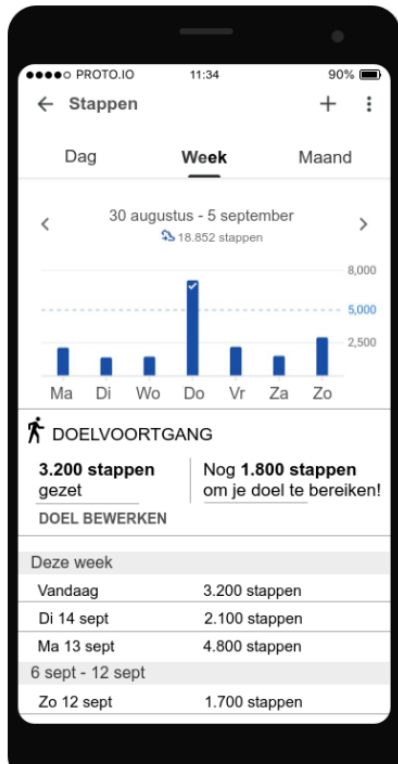 PROTO.IO 11:34 90%
Stappen
Dag Week Maand
30 augustus - 5 september
18.852 stappen
8,000
5,000
2,500
Ma Di Wo Do Vr Za Zo
DOELVOORTGANG
3.200 stappen Nog 1.800 stappen
gezet om je doel te bereiken!
DOEL BEWERKEN
Deze week
Vandaag 3.200 stappen
Di 14 sept 2.100 stappen
Ma 13 sept 4.800 stappen
6 sept - 12 sept
Zo 12 sept 1.700 stappen